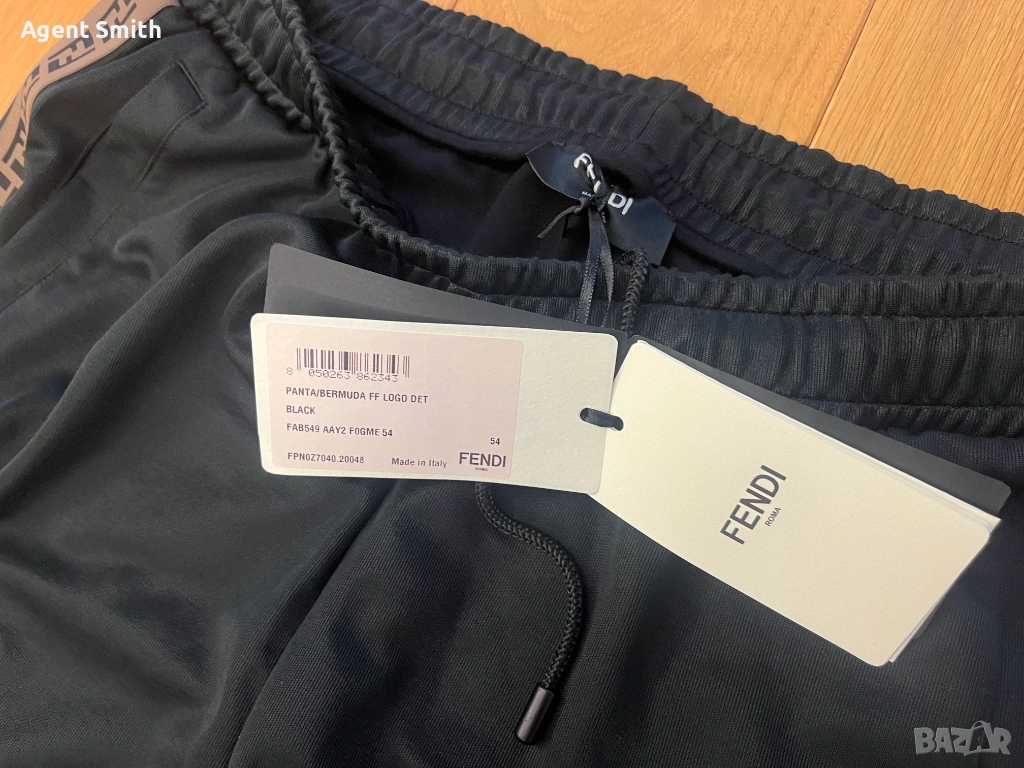 Agent Smith
FENDI
8 050263 862343
PANTA/BERMUDA FF LOGO DET
BLACK
FAB549 AAY2 F0GME 54
54
FPN0Z7040.20048 Made in Italy FENDI
ROMA
FENDI
ROMA
BAZAR